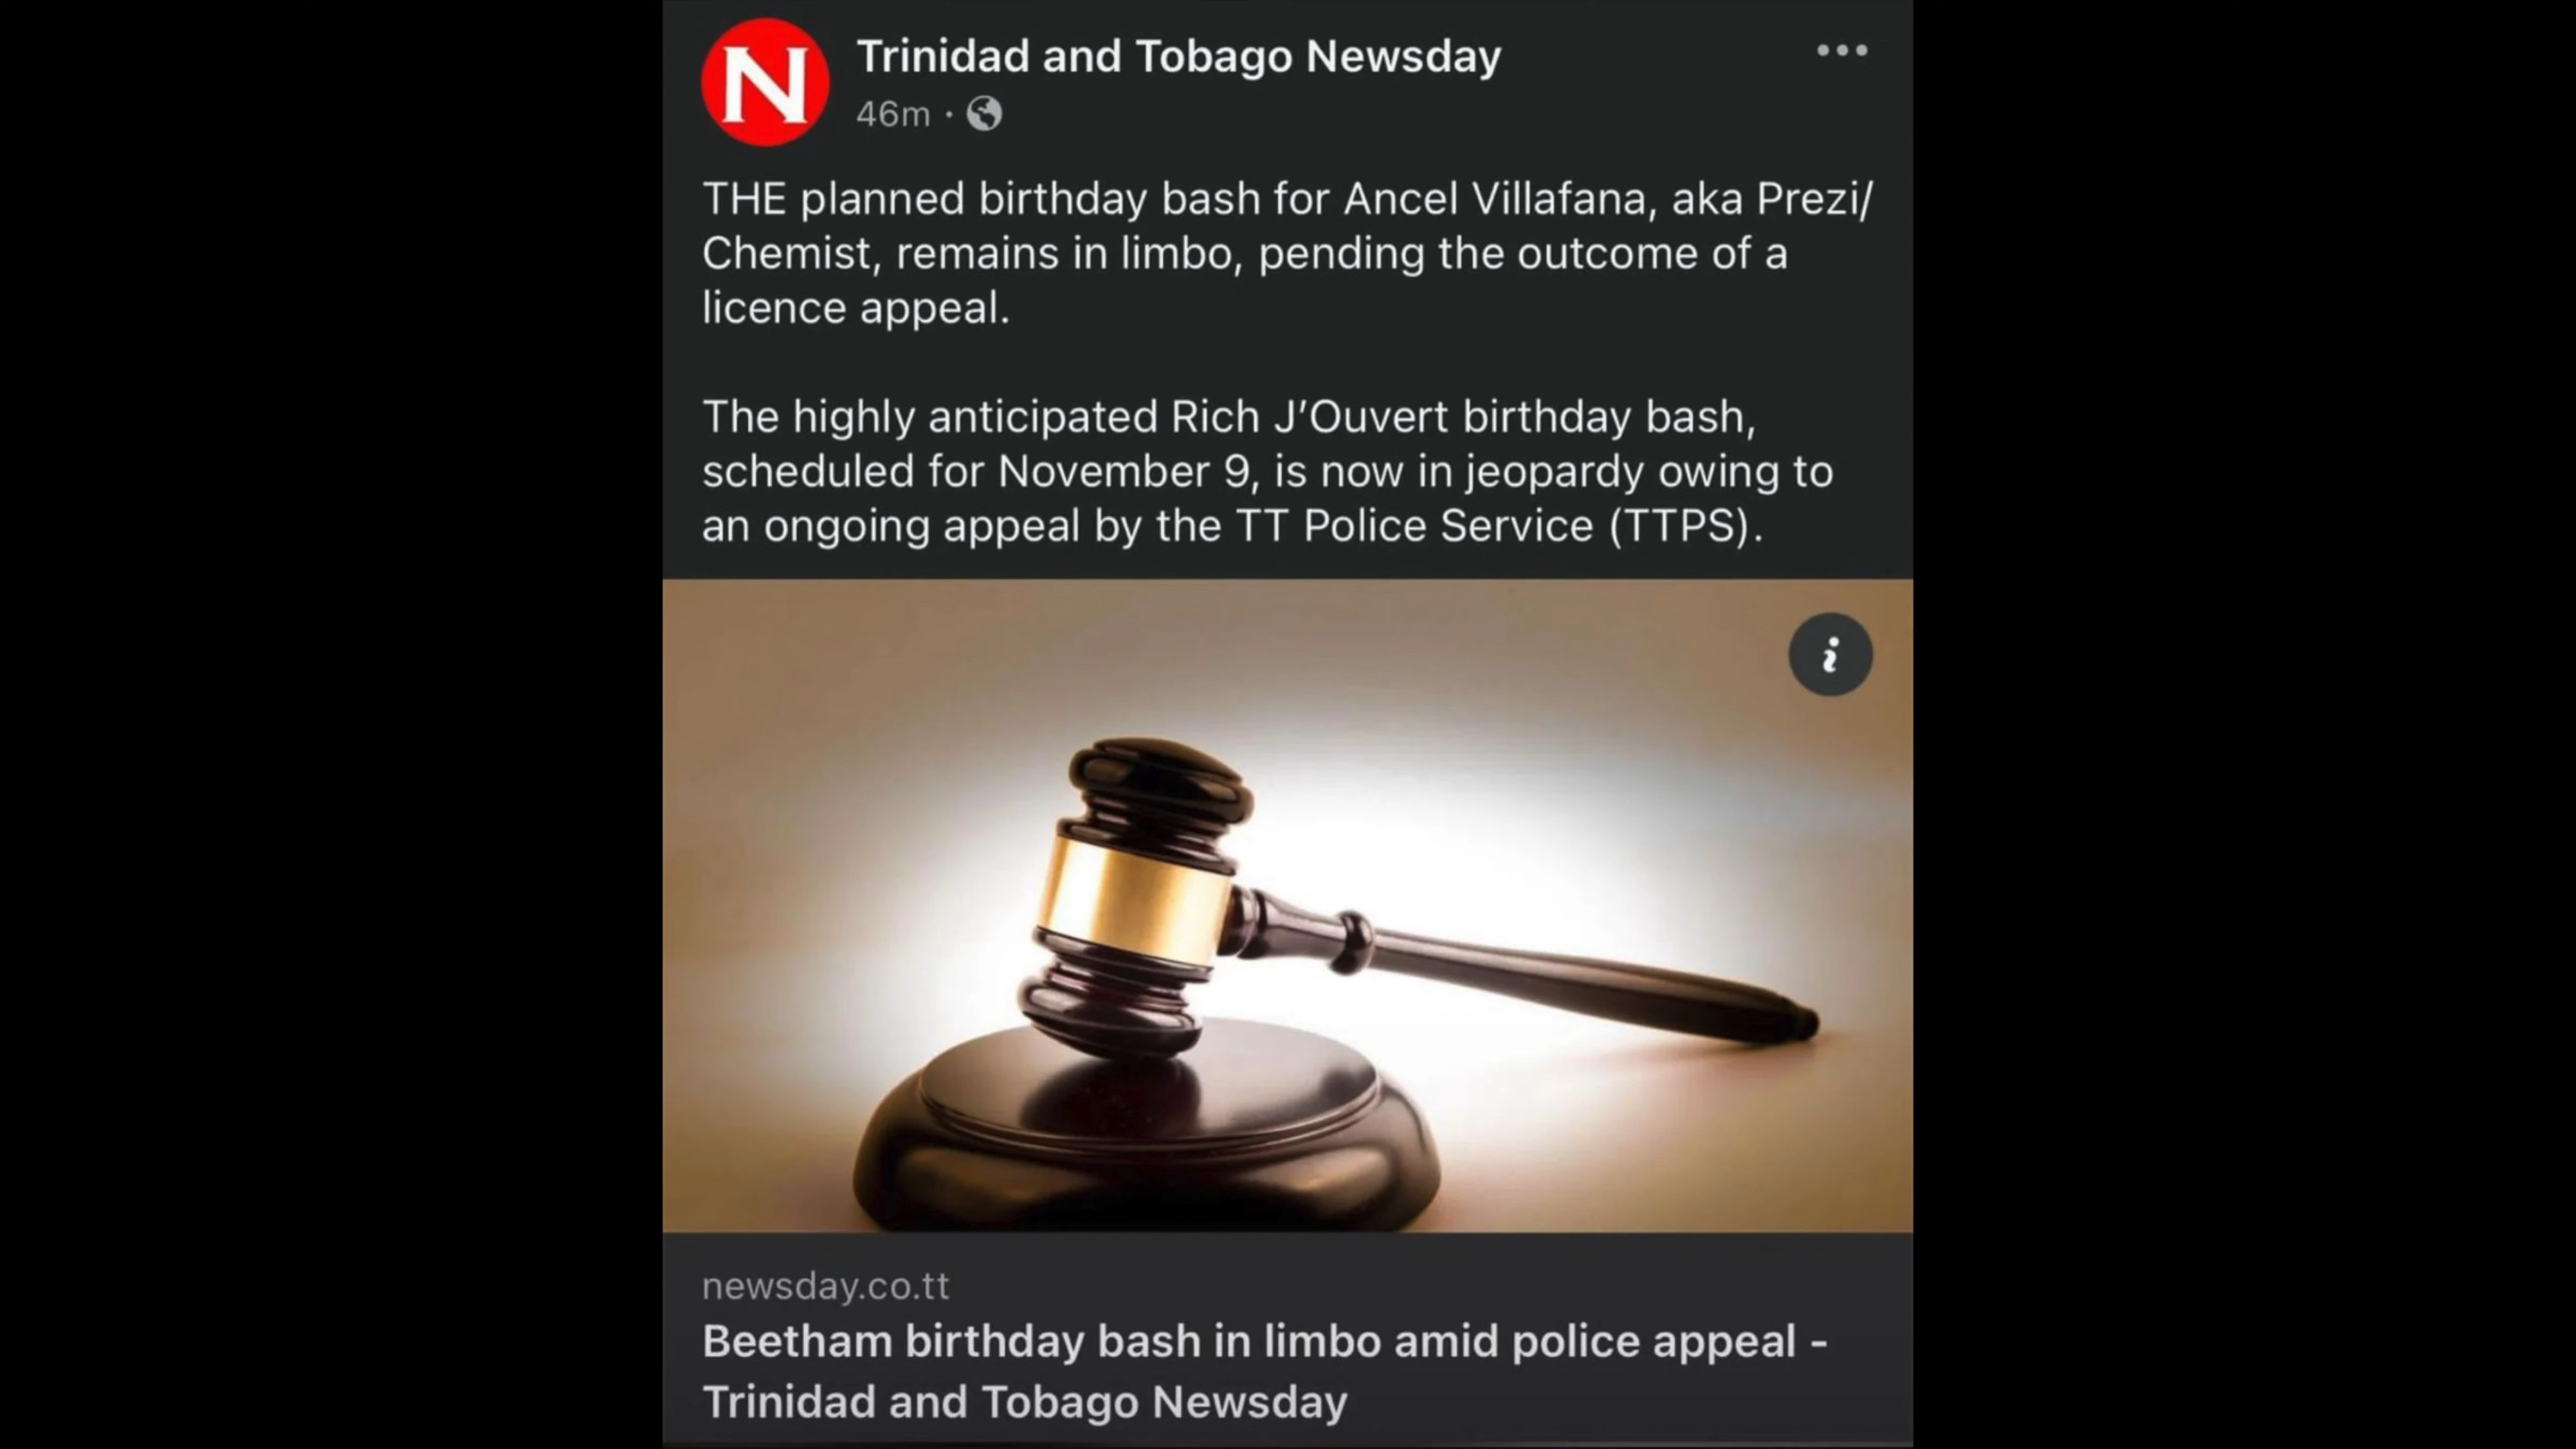 N
Trinidad and Tobago Newsday
46m ·
THE planned birthday bash for Ancel Villafana, aka Prezi/
Chemist, remains in limbo, pending the outcome of a
licence appeal.
The highly anticipated Rich J'Ouvert birthday bash,
scheduled for November 9, is now in jeopardy owing to
an ongoing appeal by the TT Police Service (TTPS).
i
newsday.co.tt
Beetham birthday bash in limbo amid police appeal -
Trinidad and Tobago Newsday